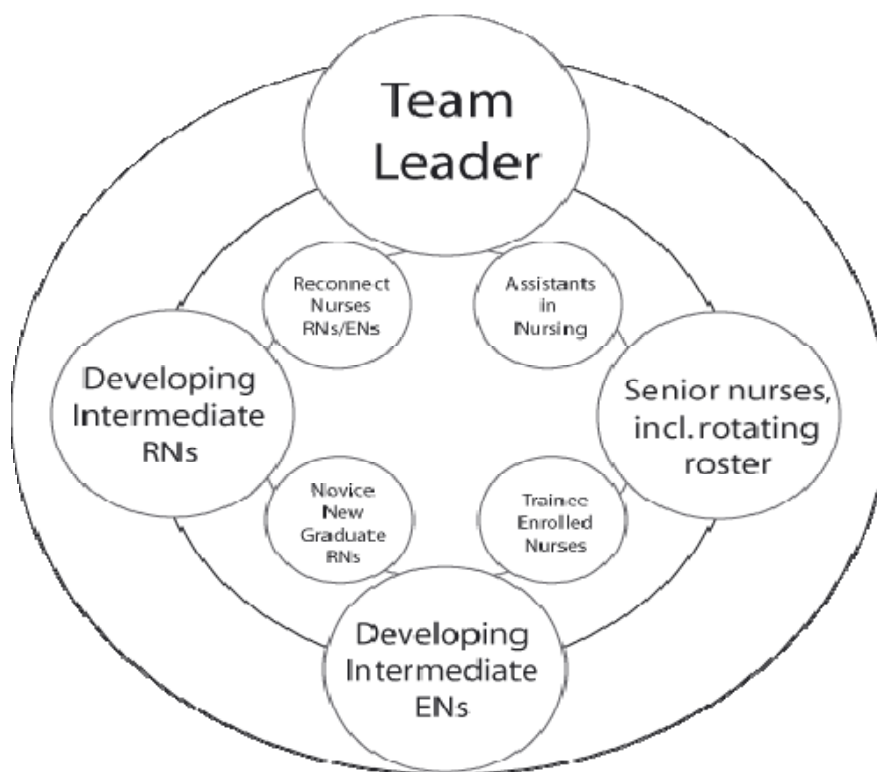 Team
Leader
Reconnect
Nurses
RNs/ENs
Assistants
in
Nursing
Developing
Intermediate
RNs
Senior nurses,
incl. rotating
roster
Novice
New
Graduate
RNs
Trainee
Enrolled
Nurses
Developing
Intermediate
ENs